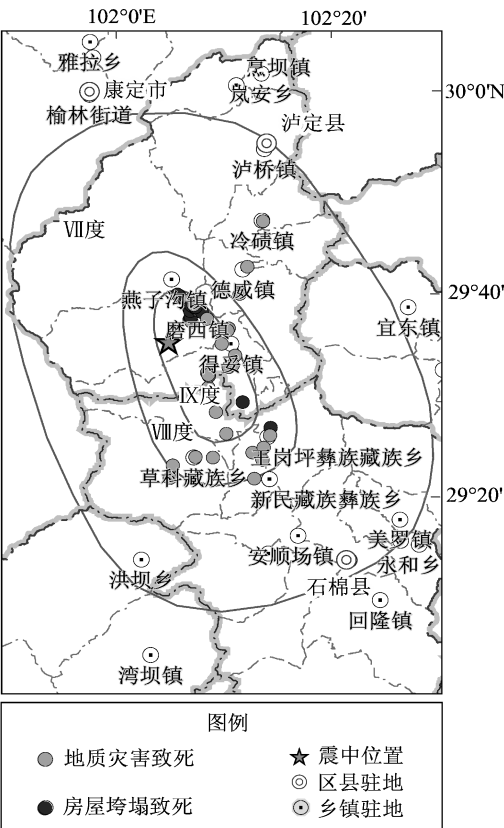 102°0'E 102°20'
雅拉乡
烹坝镇
康定市
岚安乡
30°0'N
榆林街道
泸定县
泸桥镇
Ⅶ度
冷碛镇
德威镇
燕子沟镇
29°40'
磨西镇
宜东镇
得妥镇
Ⅸ度
Ⅷ度
王岗坪彝族藏族乡
草科藏族乡
新民藏族彝族乡
29°20'
美罗镇
安顺场镇
永和乡
洪坝乡
石棉县
回隆镇
湾坝镇
图例
地质灾害致死
震中位置
区县驻地
房屋垮塌致死
乡镇驻地